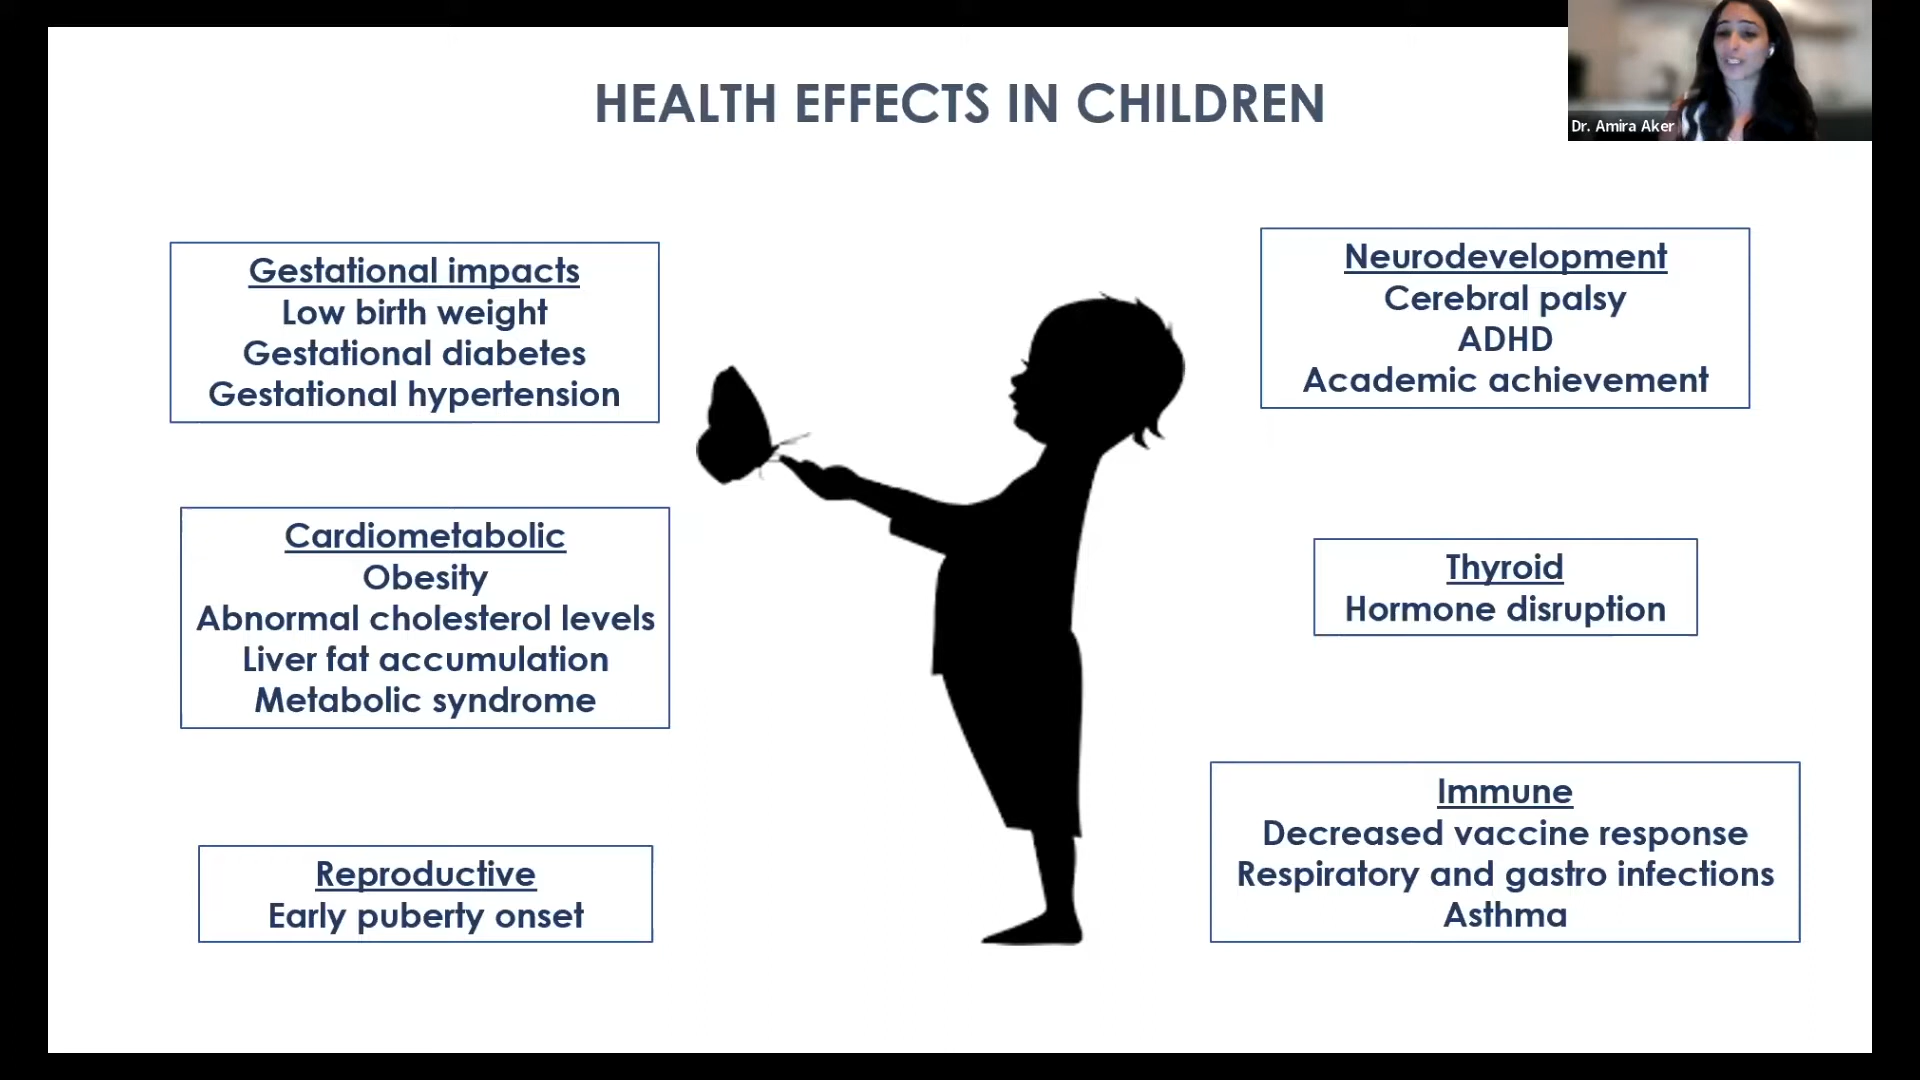 HEALTH EFFECTS IN CHILDREN
Dr. Amira Aker
Gestational impacts
Low birth weight
Gestational diabetes
Gestational hypertension
Cardiometabolic
Obesity
Abnormal cholesterol levels
Liver fat accumulation
Metabolic syndrome
Reproductive
Early puberty onset
Neurodevelopment
Cerebral palsy
ADHD
Academic achievement
Thyroid
Hormone disruption
Immune
Decreased vaccine response
Respiratory and gastro infections
Asthma